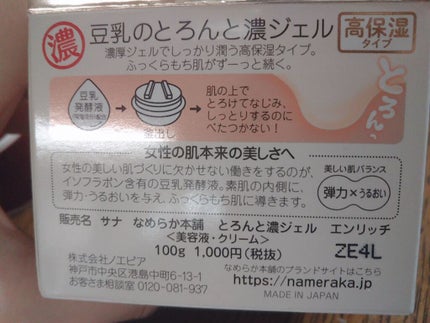 濃 豆乳のとろんと濃ジェル 高保湿タイプ
濃厚ジェルでしっかり潤う高保湿タイプ。
ふっくらもち肌がずーっと続く。
とろん。
豆乳
発酵液
釜出し
肌の上で
とろけてなじみ、
しっとりするのに
べたつかない!
女性の肌本来の美しさへ
女性の美しい肌づくりに欠かせない働きをするのが、
イソフラボン含有の豆乳発酵液。素肌の内側に、
弾力・うるおいを与え、ふっくらもち肌に導きます。
美しい肌バランス
弾力×うるおい
販売名 サナ なめらか本舗 とろんと濃ジェル エンリッチ
<美容液・クリーム>
100g 1,000円(税抜)
ZE4L
株式会社ノエビア
神戸市中央区港島中町6-13-1
お客さま相談室 0120-081-937
なめらか本舗のブランドサイトはこちら
https://nameraka.jp/
MADE IN JAPAN